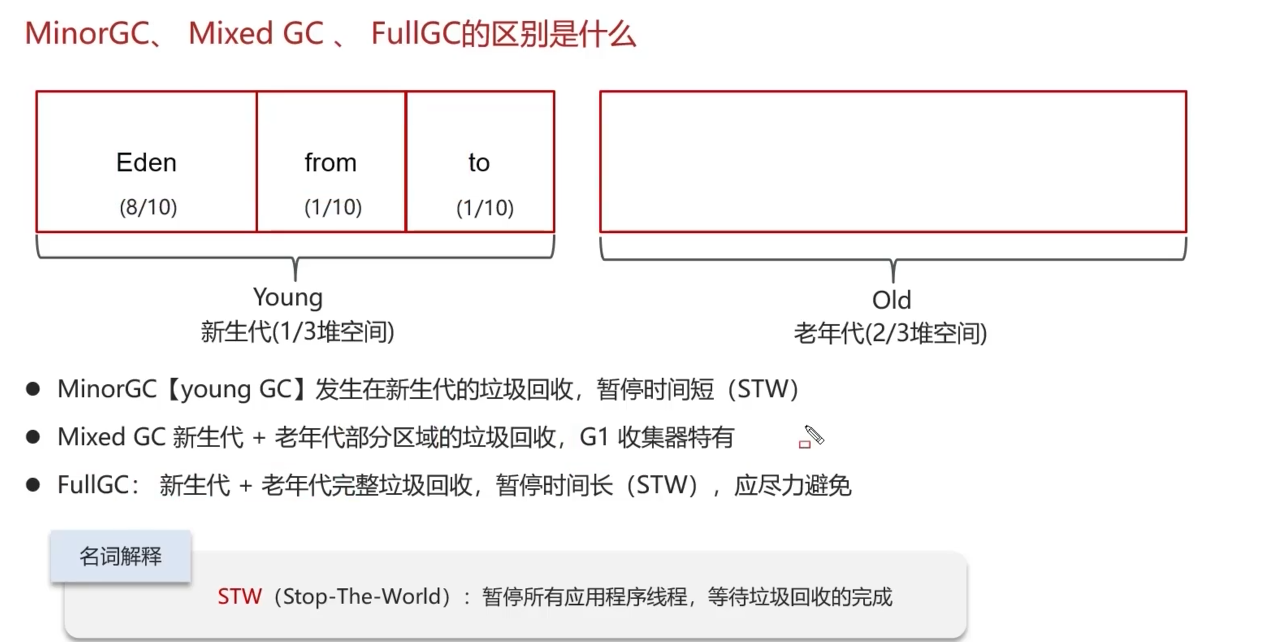 MinorGC、 Mixed GC 、 FullGC的区别是什么
Eden
from
to
(8/10)
(1/10)
(1/10)
Young
新生代(1/3堆空间)
Old
老年代(2/3堆空间)
● MinorGC【young GC】发生在新生代的垃圾回收，暂停时间短（STW）
● Mixed GC 新生代 + 老年代部分区域的垃圾回收，G1 收集器特有
● FullGC： 新生代 + 老年代完整垃圾回收，暂停时间长（STW），应尽力避免
名词解释
STW（Stop-The-World）：暂停所有应用程序线程，等待垃圾回收的完成